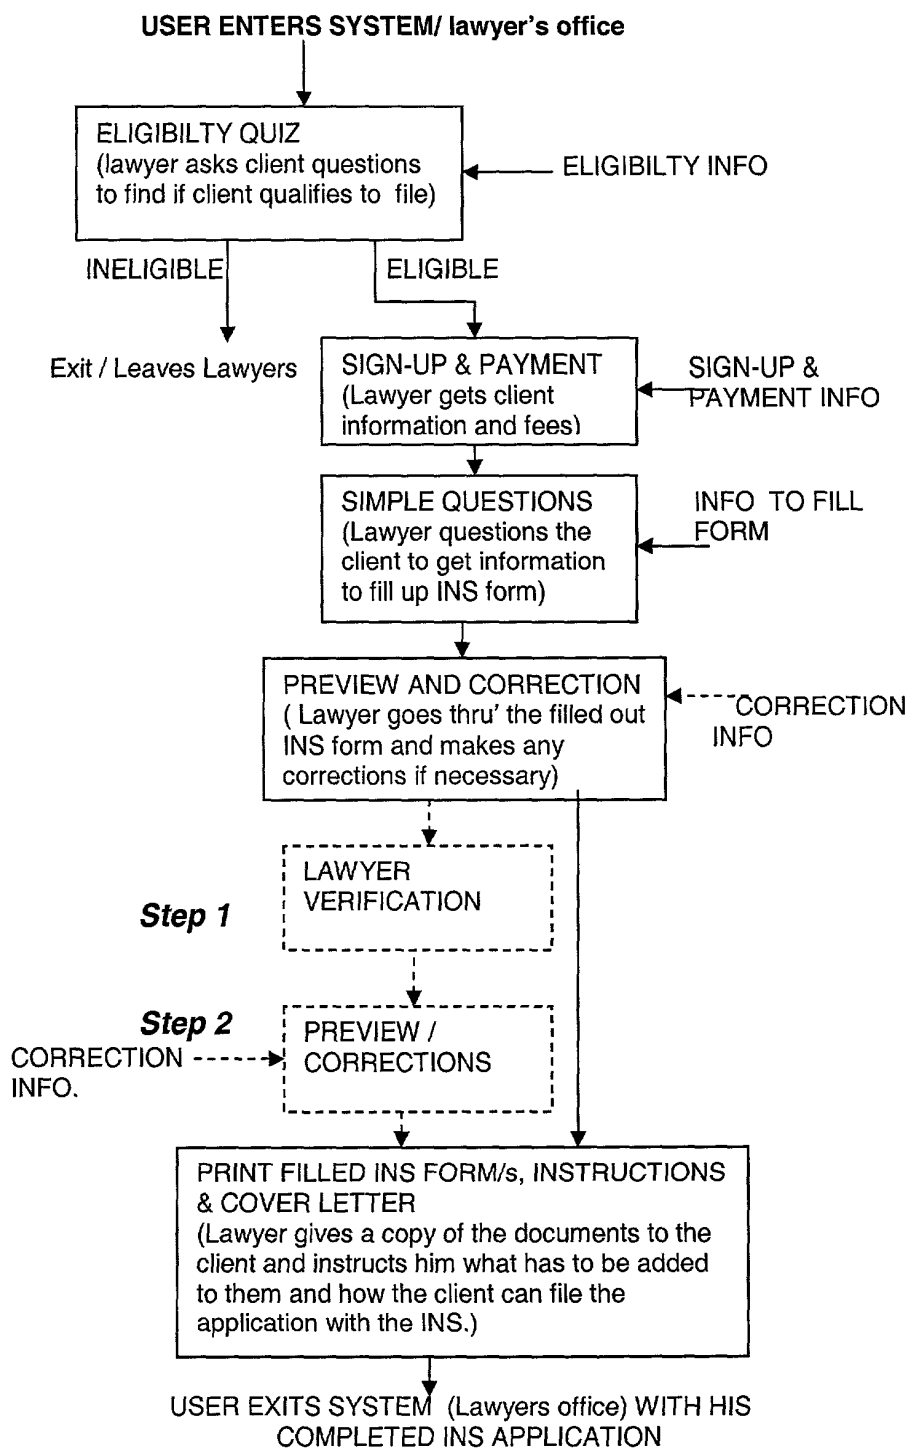 USER ENTERS SYSTEM/ lawyer's office
ELIGIBILTY QUIZ
(lawyer asks client questions
to find if client qualifies to file)
ELIGIBILTY INFO
INELIGIBLE
ELIGIBLE
Exit / Leaves Lawyers
SIGN-UP & PAYMENT
(Lawyer gets client
information and fees)
SIGN-UP &
PAYMENT INFO
SIMPLE QUESTIONS
(Lawyer questions the
client to get information
to fill up INS form)
INFO TO FILL
FORM
PREVIEW AND CORRECTION
( Lawyer goes thru' the filled out
INS form and makes any
corrections if necessary)
CORRECTION
INFO
LAWYER
VERIFICATION
Step 1
Step 2
PREVIEW /
CORRECTIONS
CORRECTION
INFO.
PRINT FILLED INS FORM/s, INSTRUCTIONS
& COVER LETTER
(Lawyer gives a copy of the documents to the
client and instructs him what has to be added
to them and how the client can file the
application with the INS.)
USER EXITS SYSTEM (Lawyers office) WITH HIS
COMPLETED INS APPLICATION